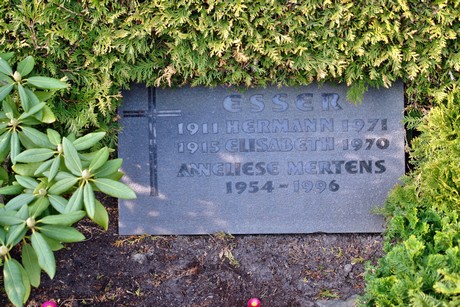 ESSER
1911 HERMANN 1971
1915 ELISABETH 1970
ANNELIESE MERTENS
1954 - 1996